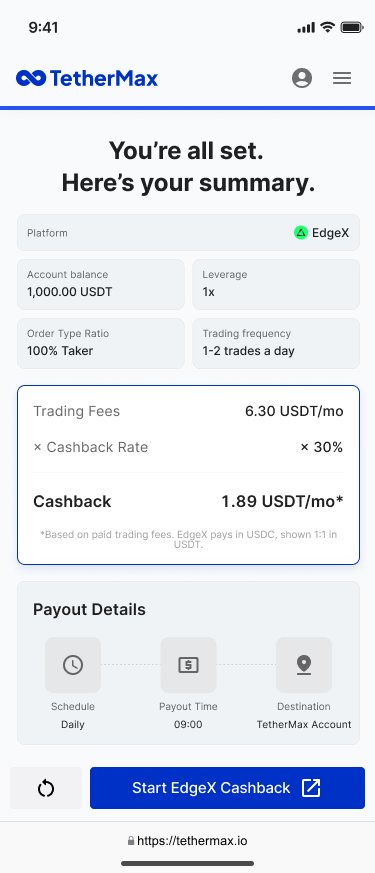 9:41
TetherMax
You’re all set.
Here’s your summary.
Platform
EdgeX
Account balance
1,000.00 USDT
Leverage
1x
Order Type Ratio
100% Taker
Trading frequency
1-2 trades a day
Trading Fees
6.30 USDT/mo
× Cashback Rate
× 30%
Cashback
1.89 USDT/mo*
*Based on paid trading fees. EdgeX pays in USDC, shown 1:1 in
USDT.
Payout Details
Schedule
Daily
Payout Time
09:00
Destination
TetherMax Account
Start EdgeX Cashback
https://tethermax.io